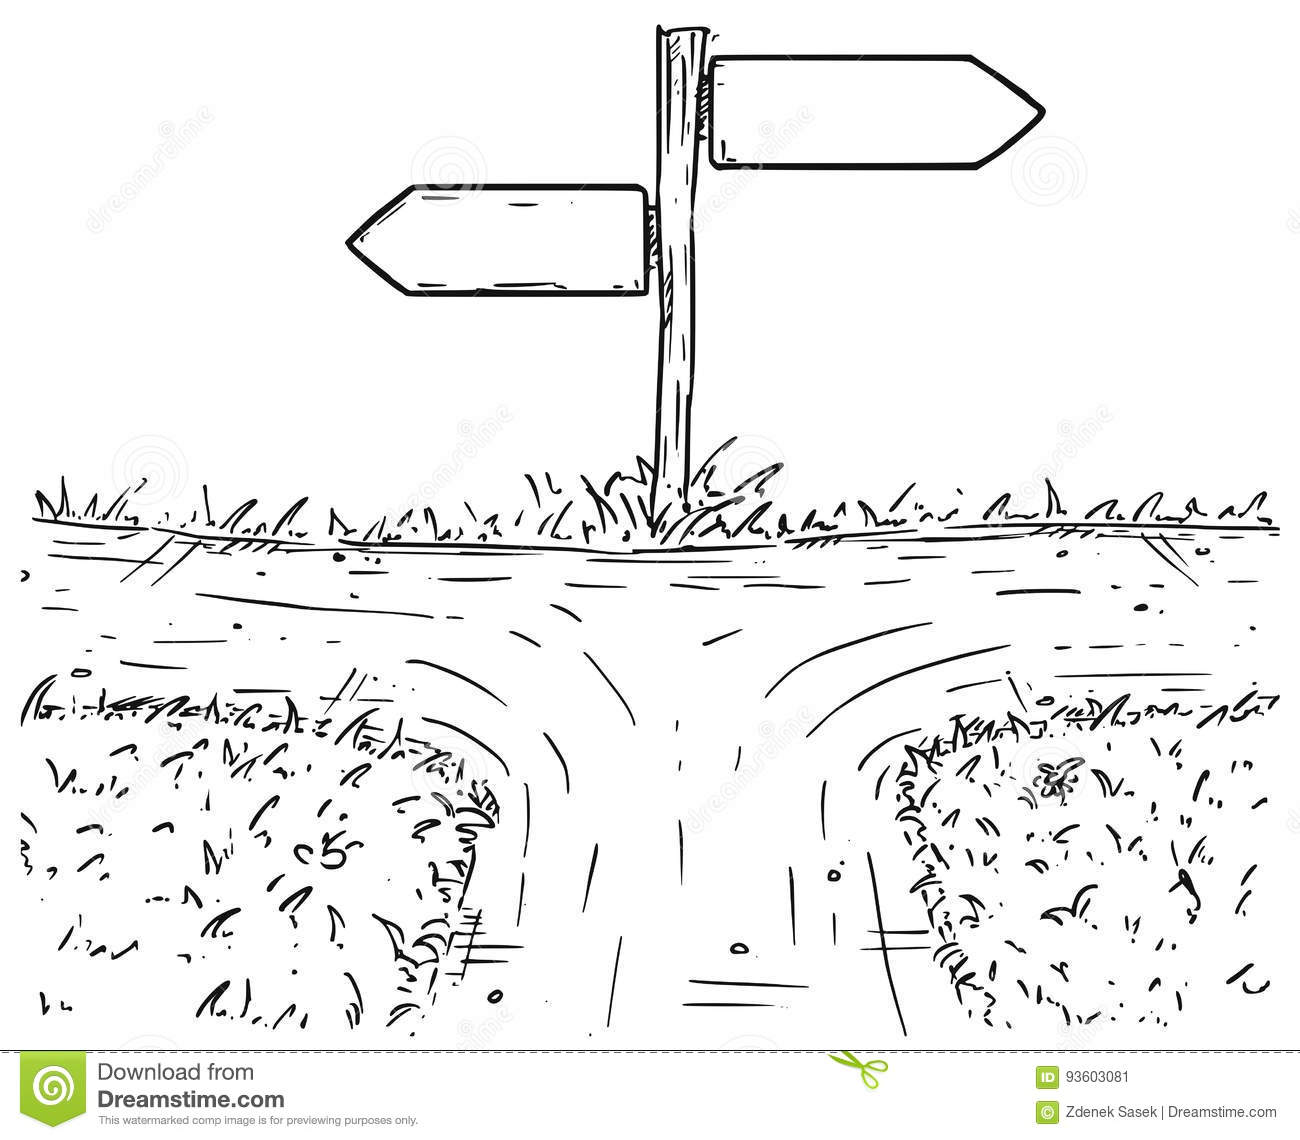 Download from
Dreamstime.com
This watermarked comp image is for previewing purposes only.
ID 93603081
© Zdenek Sasek | Dreamstime.com